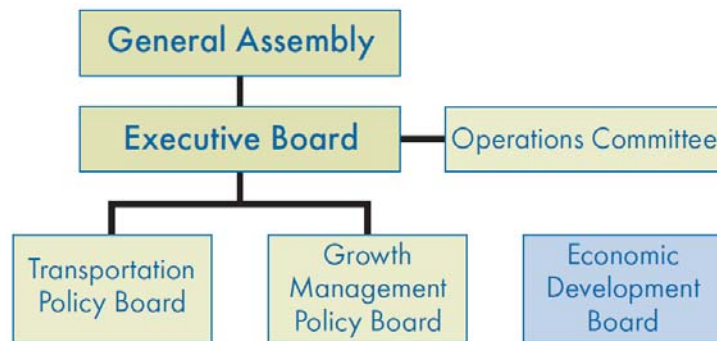 General Assembly
Executive Board
Operations Committee
Transportation
Policy Board
Growth
Management
Policy Board
Economic
Development
Board